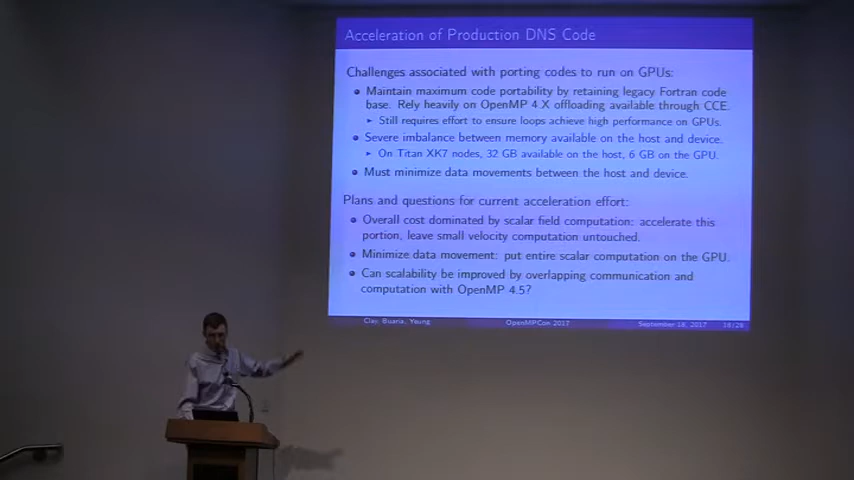 Acceleration of Production DNS Code
Challenges associated with porting codes to run on GPUs:
Maintain maximum code portability by retaining legacy Fortran code
base. Rely heavily on OpenMP 4.X offloading available through CCE.
Still requires effort to ensure loops achieve high performance on GPUs.
Severe imbalance between memory available on the host and device.
On Titan XK7 nodes, 32 GB available on the host, 6 GB on the GPU.
Must minimize data movements between the host and device.
Plans and questions for current acceleration effort:
Overall cost dominated by scalar field computation: accelerate this
portion, leave small velocity computation untouched.
Minimize data movement: put entire scalar computation on the GPU.
Can scalability be improved by overlapping communication and
computation with OpenMP 4.5?
Clay, Buaria, Yeung OpenMPCon 2017 September 18, 2017 18/28